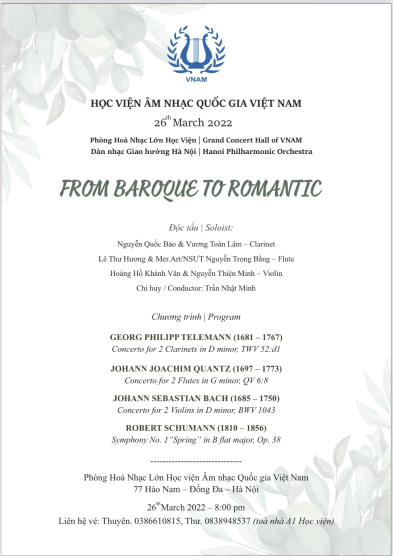 VNAM
HỌC VIỆN ÂM NHẠC QUỐC GIA VIỆT NAM
26th March 2022
Phòng Hoà Nhạc Lớn Học Viện | Grand Concert Hall of VNAM
Dàn nhạc Giao hưởng Hà Nội | Hanoi Philharmonic Orchestra
FROM BAROQUE TO ROMANTIC
Độc tấu | Soloist:
Nguyễn Quốc Bảo & Vương Toàn Lâm – Clarinet
Lê Thư Hương & Mer.Art/NSUT Nguyễn Trọng Bằng – Flute
Hoàng Hồ Khánh Vân & Nguyễn Thiện Minh – Violin
Chỉ huy / Conductor: Trần Nhật Minh
Chương trình | Program
GEORG PHILIPP TELEMANN (1681 – 1767)
Concerto for 2 Clarinets in D minor, TWV 52:d1
JOHANN JOACHIM QUANTZ (1697 – 1773)
Concerto for 2 Flutes in G minor, QV 6:8
JOHANN SEBASTIAN BACH (1685 – 1750)
Concerto for 2 Violins in D minor, BWV 1043
ROBERT SCHUMANN (1810 – 1856)
Symphony No. 1"Spring" in B flat major, Op. 38
------------------------------
Phòng Hoà Nhạc Lớn Học viện Âm nhạc Quốc gia Việt Nam
77 Hào Nam – Đống Đa – Hà Nội
26th March 2022 – 8:00 pm
Liên hệ vé: Thuyên. 0386610815, Thư. 0838948537 (toà nhà A1 Học viện)